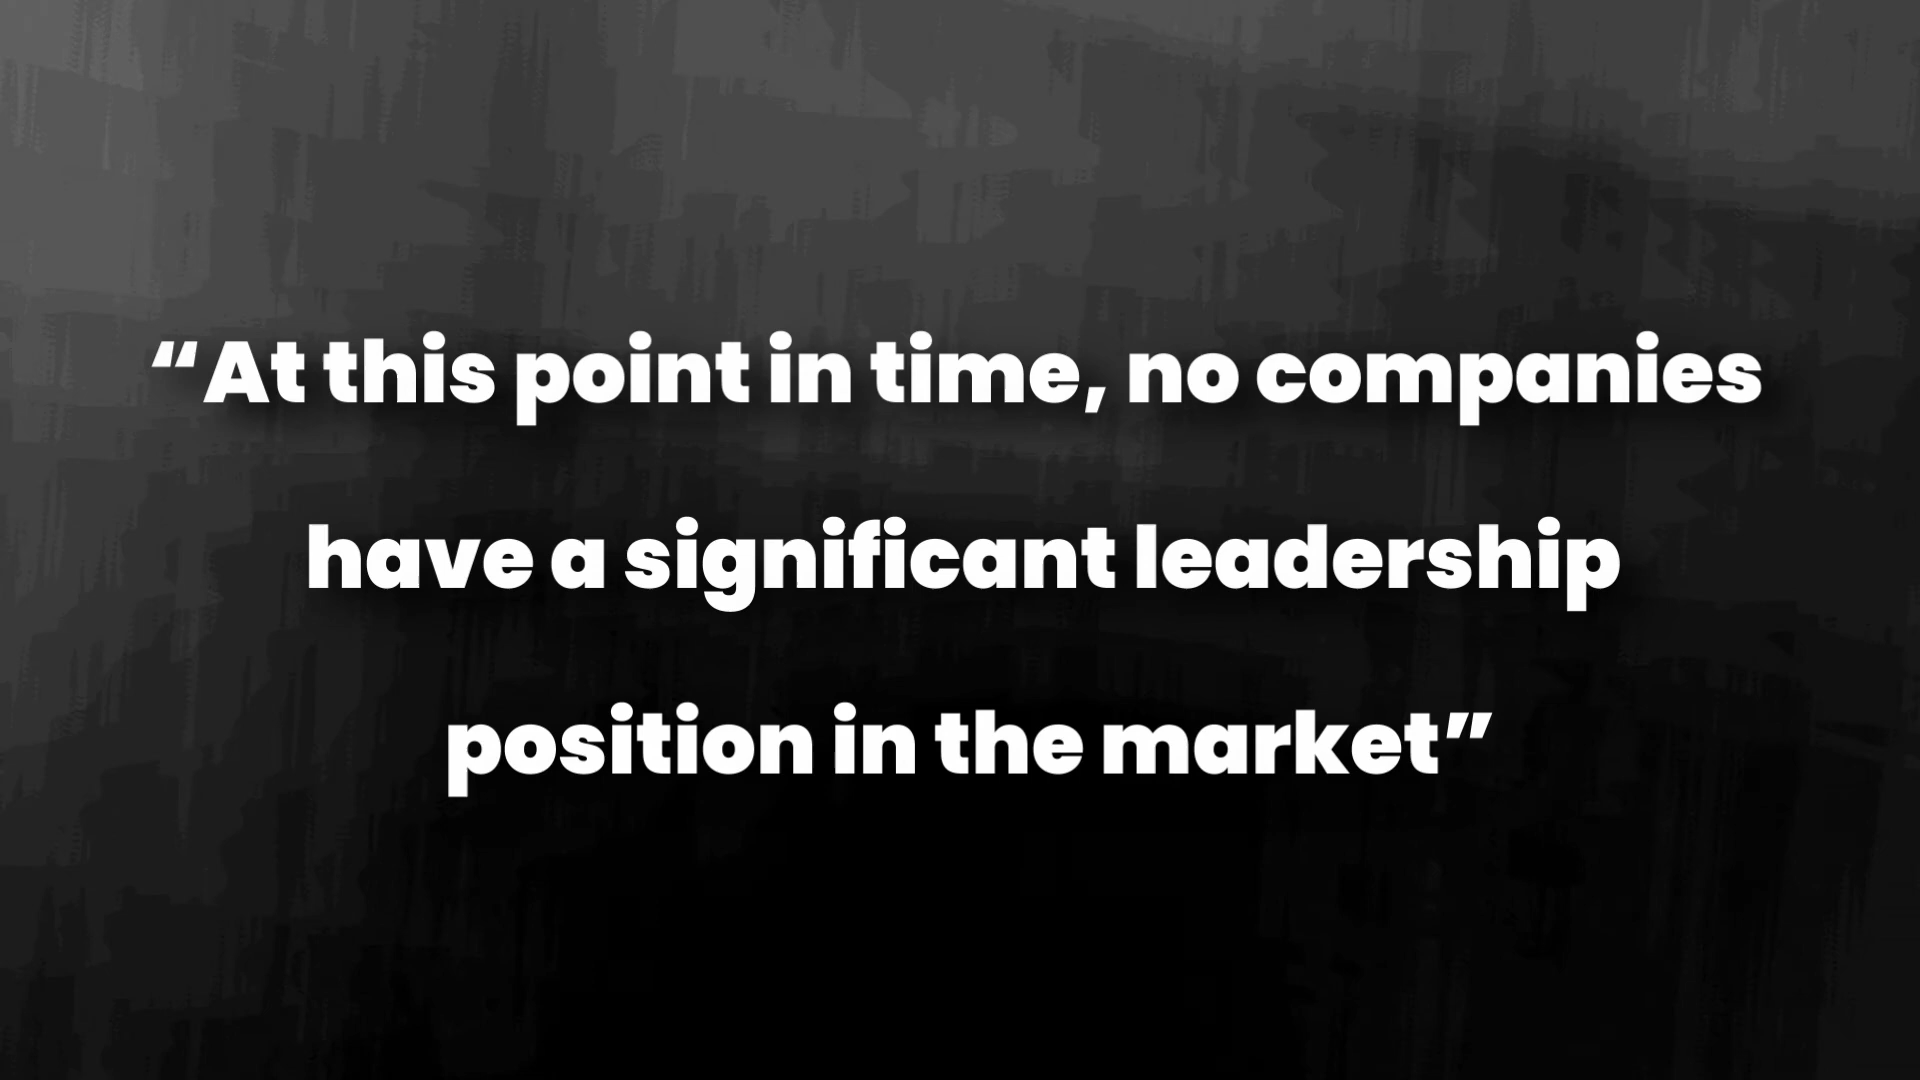 “At this point in time, no companies
have a significant leadership
position in the market”